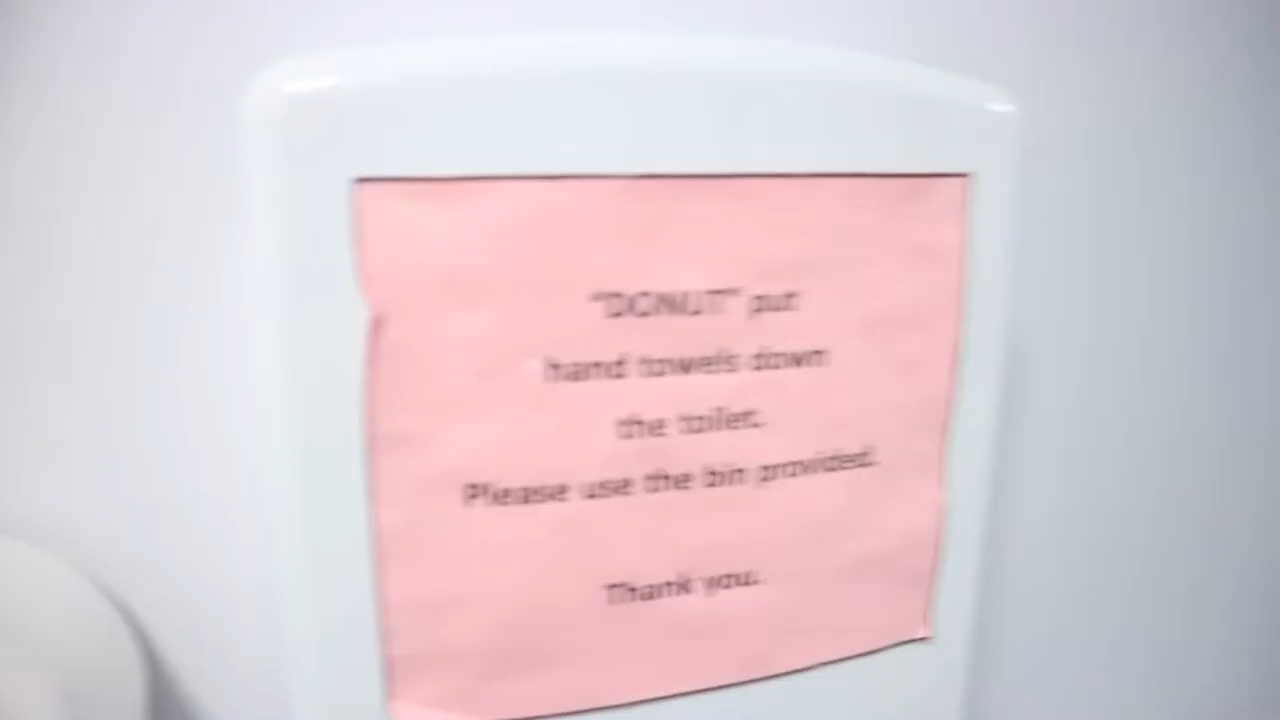 "DONUT" put
hand towels down
the toilet.
Please use the bin provided.
Thank you.